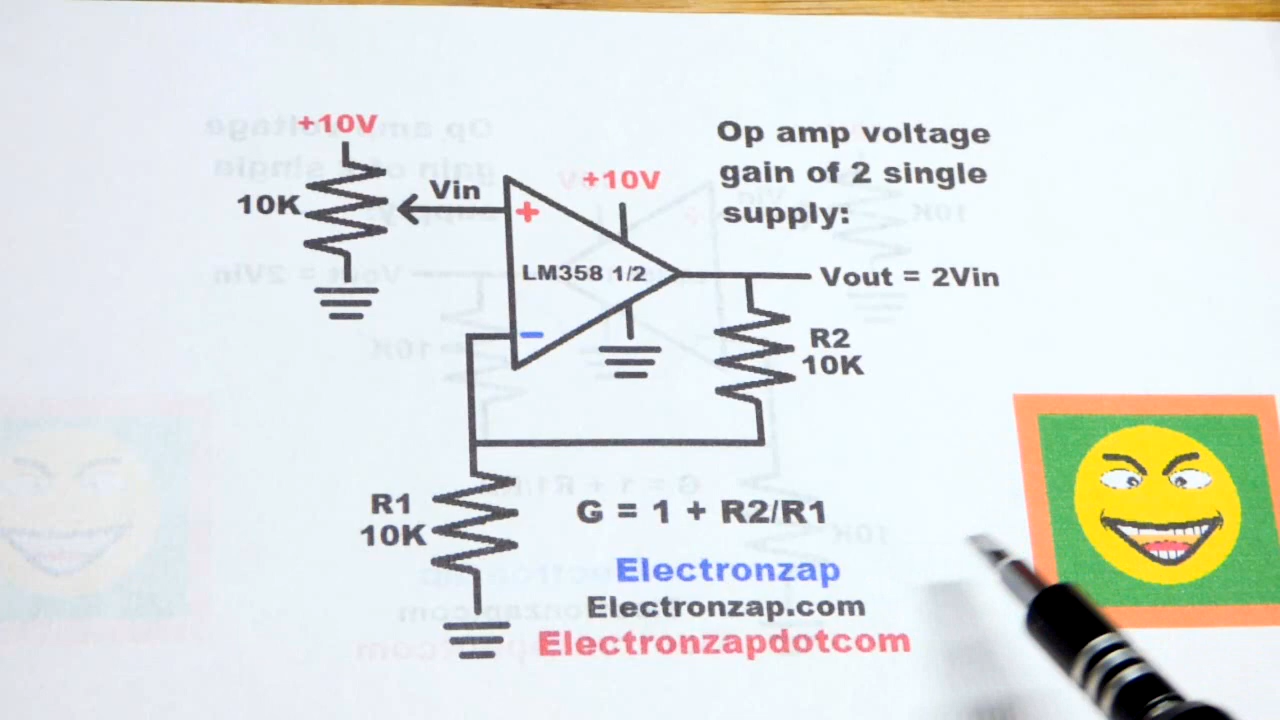 +10V
10K
Vin
+
+10V
LM358 1/2
−
Op amp voltage
gain of 2 single
supply:
Vout = 2Vin
R2
10K
R1
10K
G = 1 + R2/R1
Electronzap
Electronzap.com
Electronzapdotcom